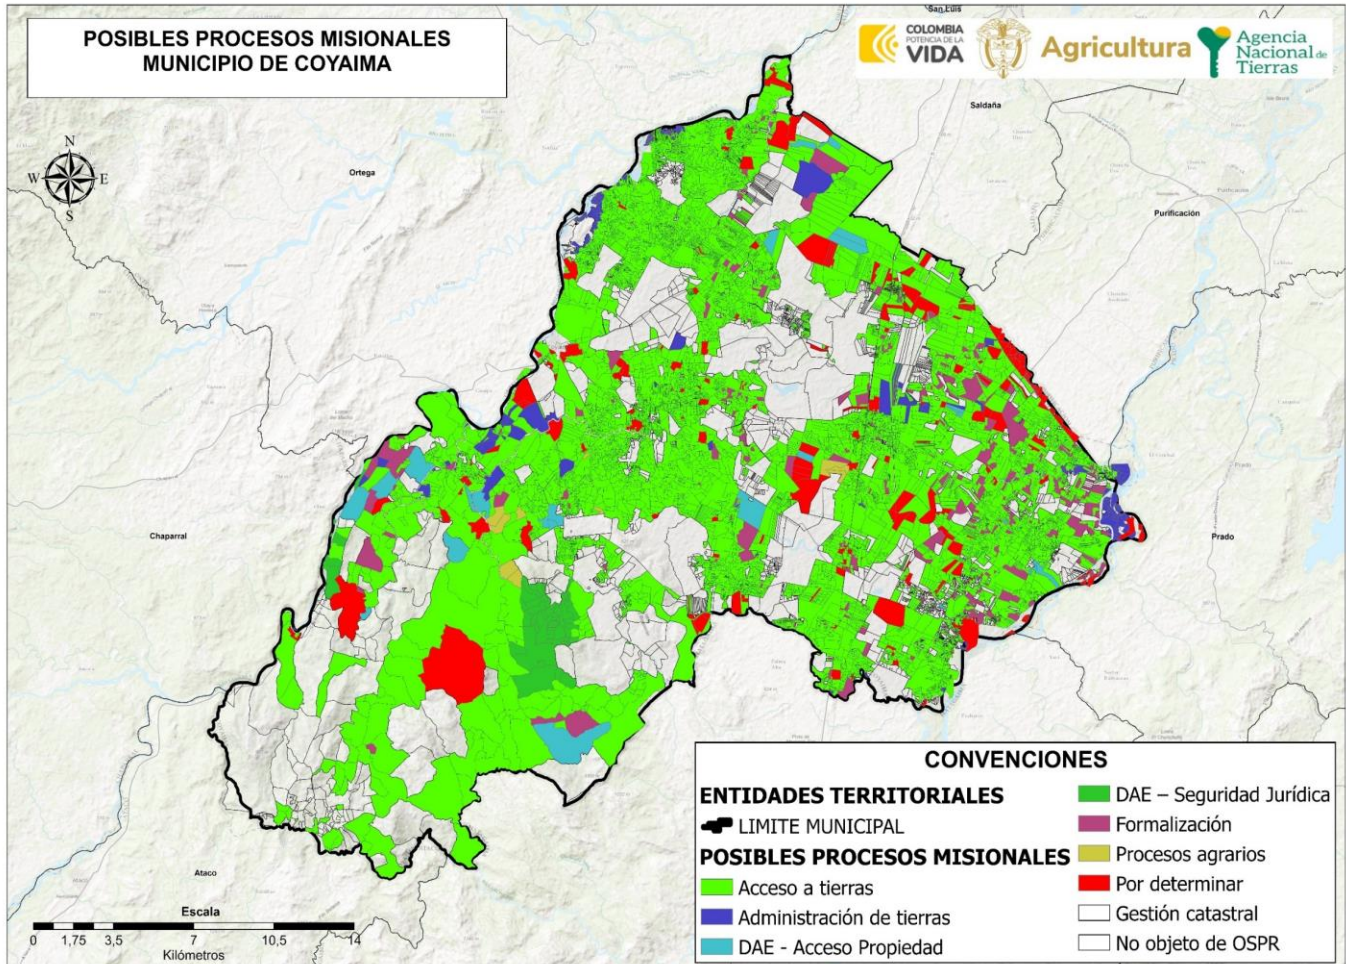 POSIBLES PROCESOS MISIONALES
MUNICIPIO DE COYAIMA
COLOMBIA
POTENCIA DE LA
VIDA
Agricultura
Agencia
Nacional de
Tierras
San Luis
Saldaña
N
W E
S
Ortega
Purificación
Chaparral
Prado
Prado
Ataco
Ataco
Escala
0 1,75 3,5 7 10,5 14
Kilómetros
CONVENCIONES
ENTIDADES TERRITORIALES
LIMITE MUNICIPAL
POSIBLES PROCESOS MISIONALES
Acceso a tierras
Administración de tierras
DAE - Acceso Propiedad
DAE – Seguridad Jurídica
Formalización
Procesos agrarios
Por determinar
Gestión catastral
No objeto de OSPR